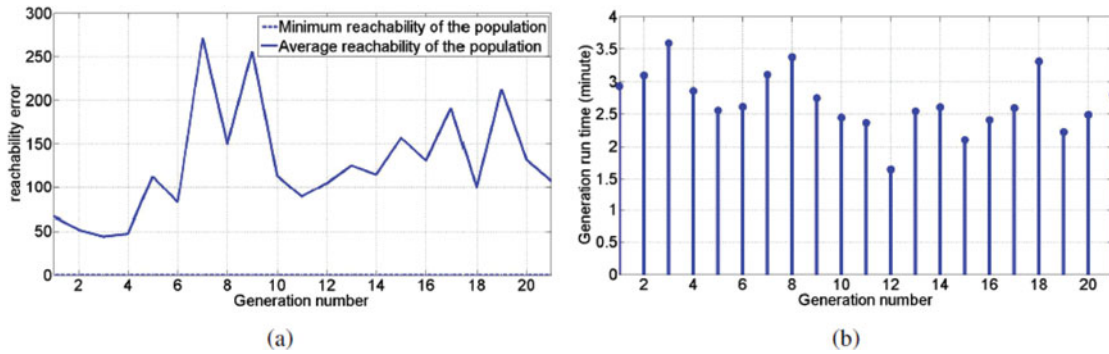 300
250
200
150
100
50
0
reachability error
Minimum reachability of the population
Average reachability of the population
2 4 6 8 10 12 14 16 18 20
Generation number
(a)
4
3.5
3
2.5
2
1.5
1
0.5
0
Generation run time (minute)
2 4 6 8 10 12 14 16 18 20
Generation number
(b)